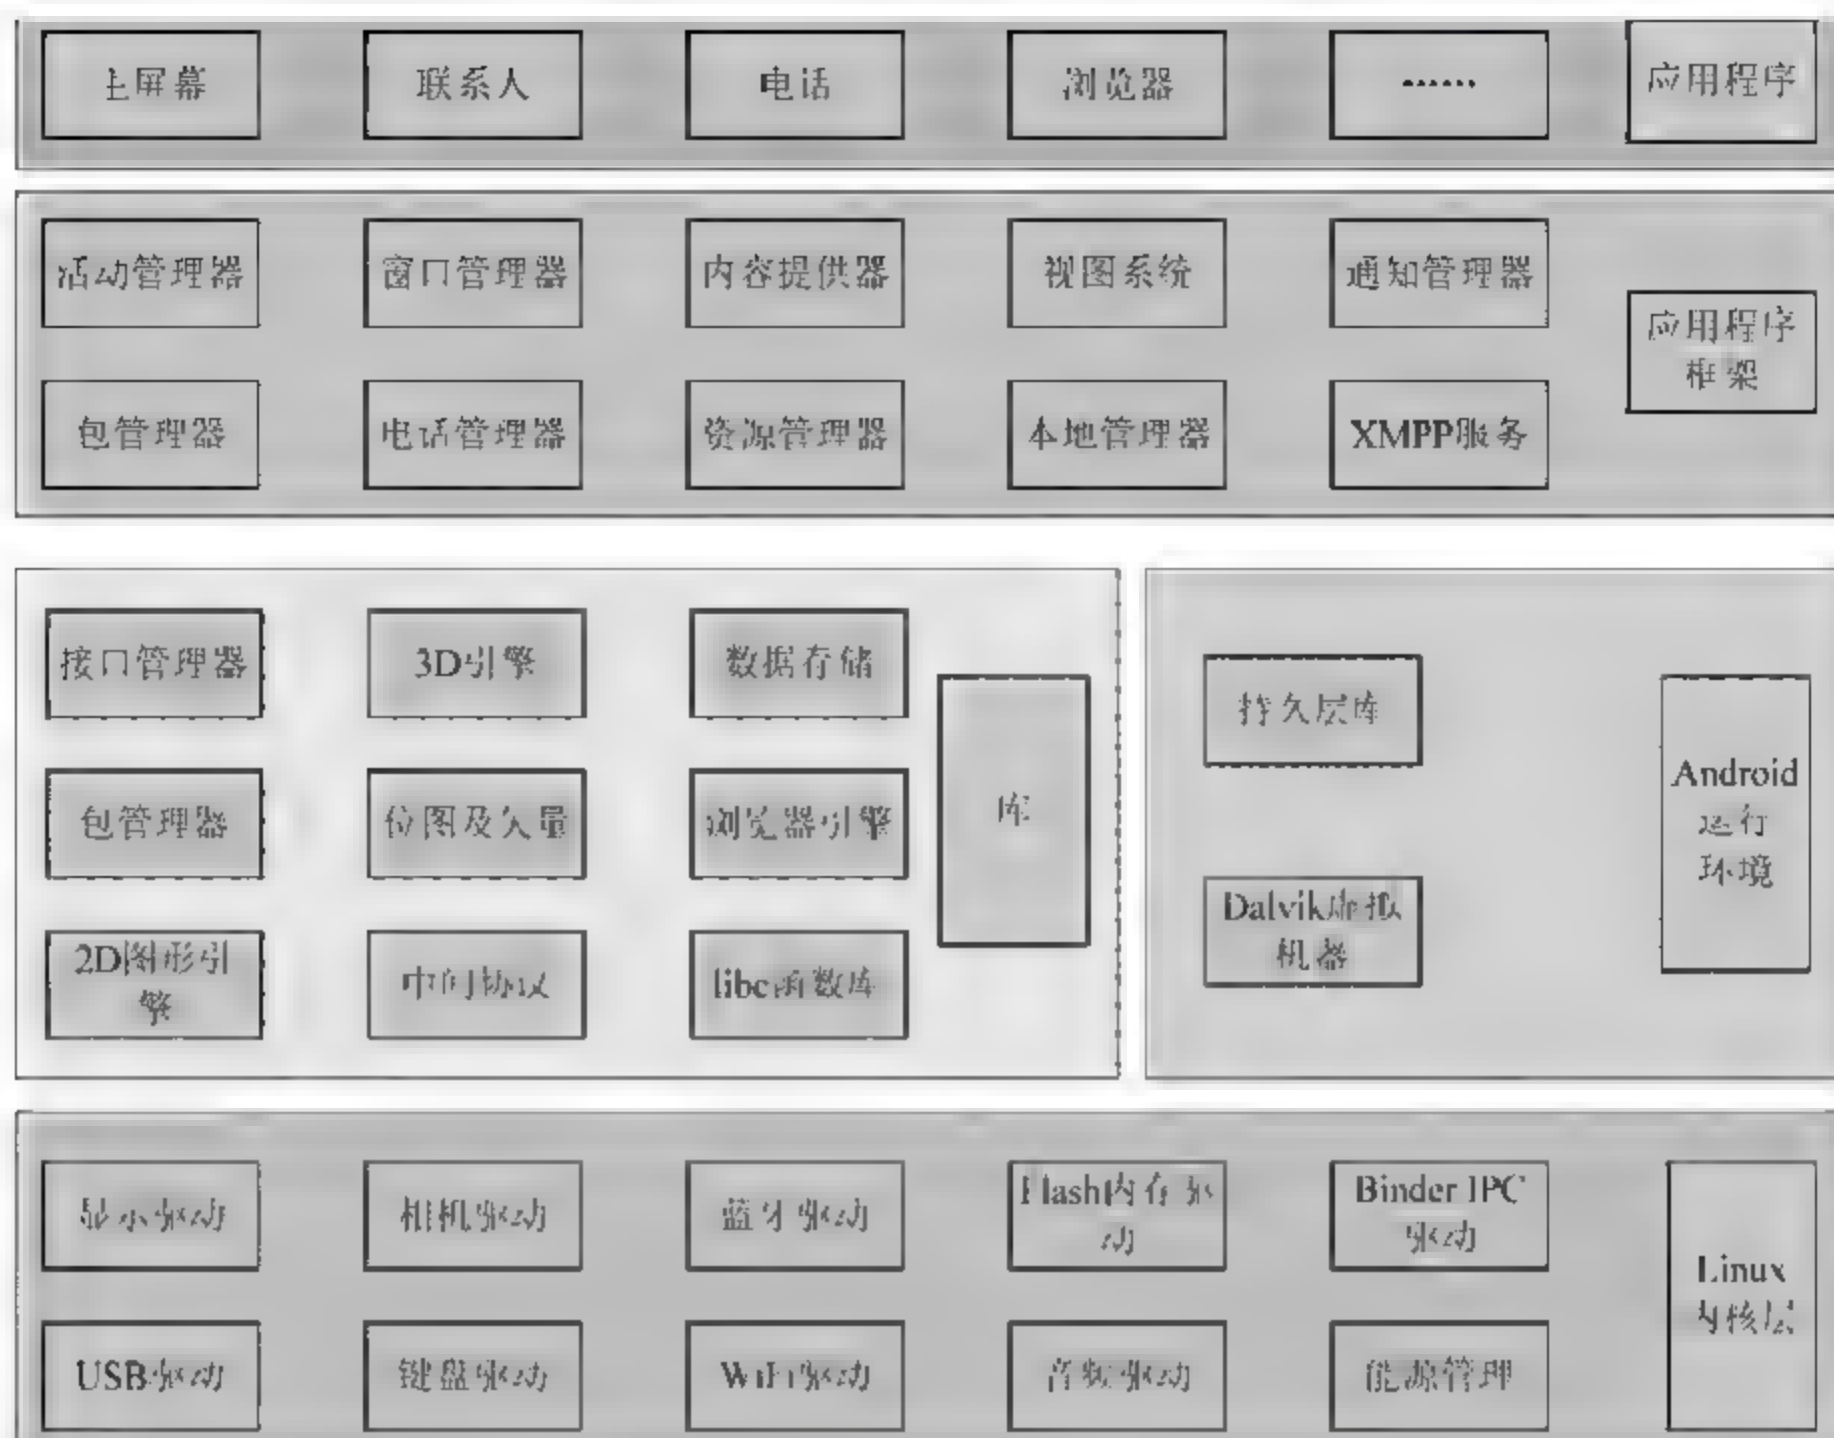 主屏幕
联系人
电话
浏览器
……
应用程序
活动管理器
窗口管理器
内容提供器
视图系统
通知管理器
应用程序
框架
包管理器
电话管理器
资源管理器
本地管理器
XMPP服务
接口管理器
3D引擎
数据存储
包管理器
位图及矢量
浏览器引擎
2D图形引
擎
中间协议
libc函数库
库
持久层库
Dalvik虚拟
机器
Android
运行
环境
显示驱动
相机驱动
蓝牙驱动
Flash内存驱
动
Binder IPC
驱动
Linux
内核层
USB驱动
键盘驱动
WiFi驱动
音频驱动
能源管理